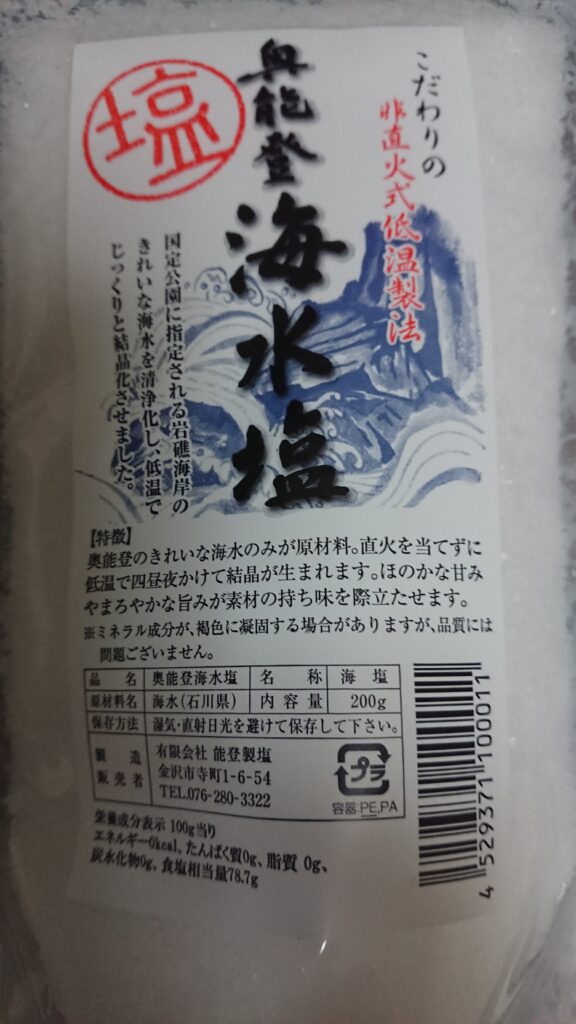 こだわりの
非直火式低温製法
奥能登海水塩
塩
国定公園に指定される岩礁海岸の
きれいな海水を清浄化し、低温で
じっくりと結晶化させました。
【特徴】
奥能登のきれいな海水のみが原材料。直火を当てずに
低温で四昼夜かけて結晶が生まれます。ほのかな甘み
やまろやかな旨みが素材の持ち味を際立たせます。
※ミネラル成分が、褐色に凝固する場合がありますが、品質には
問題ございません。
品名 奥能登海水塩 名称 海塩
原材料名 海水(石川県) 内容量 200g
保存方法 湿気・直射日光を避けて保存して下さい。
製造販売者 有限会社 能登製塩
金沢市寺町1-6-54
TEL.076-280-3322
プラ
容器:PE,PA
栄養成分表示 100g当り
エネルギー0kcal、たんぱく質0g、脂質 0g、
炭水化物0g、食塩相当量78.7g
4 529371 100011